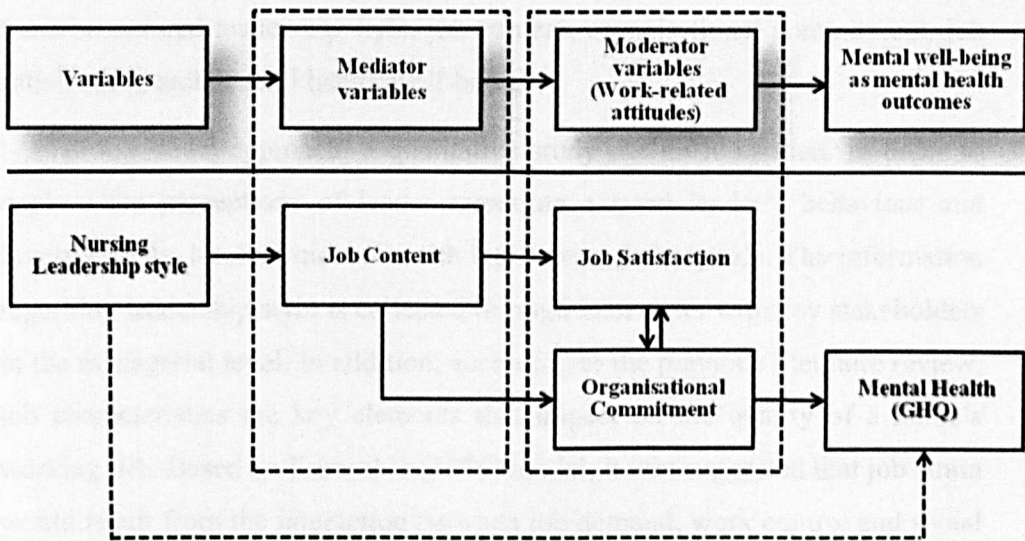 Variables
Mediator
variables
Moderator
variables
(Work-related
attitudes)
Mental well-being
as mental health
outcomes
Nursing
Leadership style
Job Content
Job Satisfaction
Organisational
Commitment
Mental Health
(GHQ)